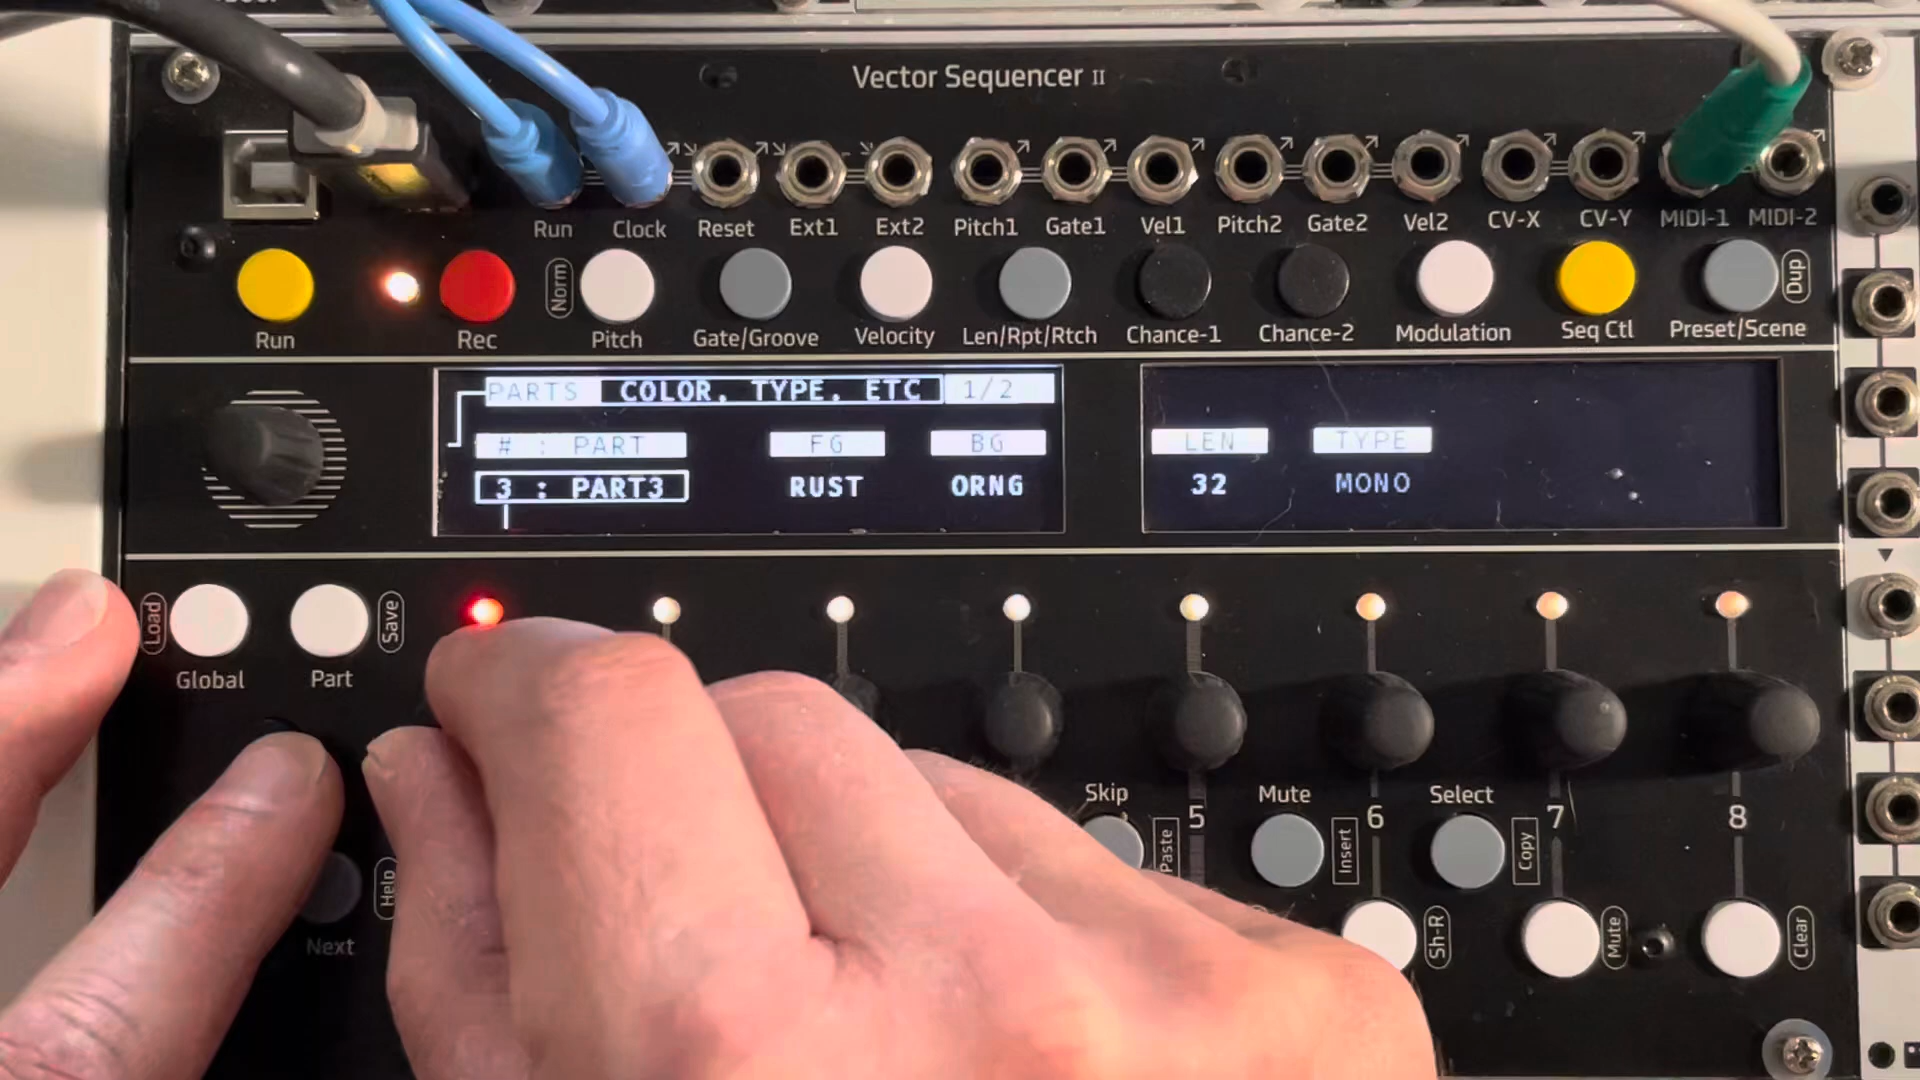 Vector Sequencer II
Run Clock Reset Ext1 Ext2 Pitch1 Gate1 Vel1 Pitch2 Gate2 Vel2 CV-X CV-Y MIDI-1 MIDI-2
Norm
Dup
Run Rec Pitch Gate/Groove Velocity Len/Rpt/Rtch Chance-1 Chance-2 Modulation Seq Ctl Preset/Scene
PARTS COLOR, TYPE, ETC 1/2
# : PART FG BG LEN TYPE
3 : PART3 RUST ORNG 32 MONO
Load
Save
Global Part
Skip Mute Select
5 6 7 8
Paste Insert Copy
Help
Next
Sh-R Mute Clear